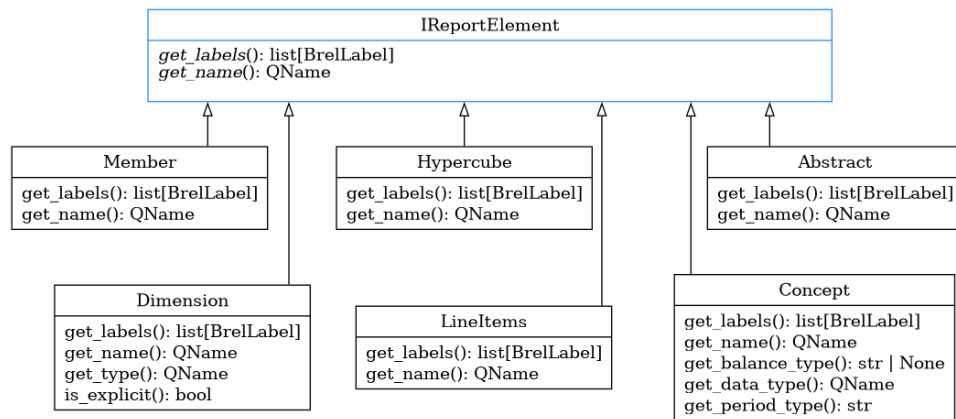 IReportElement
get_labels(): list[BrelLabel]
get_name(): QName
Member
get_labels(): list[BrelLabel]
get_name(): QName
Hypercube
get_labels(): list[BrelLabel]
get_name(): QName
Abstract
get_labels(): list[BrelLabel]
get_name(): QName
Dimension
get_labels(): list[BrelLabel]
get_name(): QName
get_type(): QName
is_explicit(): bool
LineItems
get_labels(): list[BrelLabel]
get_name(): QName
Concept
get_labels(): list[BrelLabel]
get_name(): QName
get_balance_type(): str | None
get_data_type(): QName
get_period_type(): str